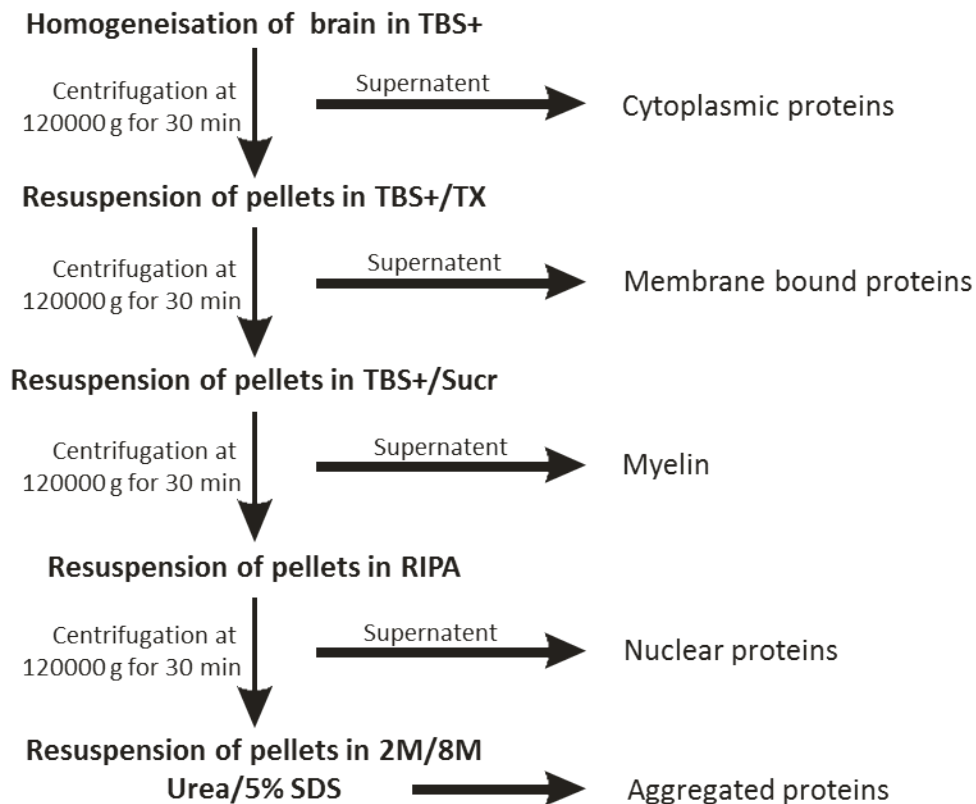 Homogeneisation of brain in TBS+
Centrifugation at
120000 g for 30 min
Supernatent
Cytoplasmic proteins
Resuspension of pellets in TBS+/TX
Centrifugation at
120000 g for 30 min
Supernatent
Membrane bound proteins
Resuspension of pellets in TBS+/Sucr
Centrifugation at
120000 g for 30 min
Supernatent
Myelin
Resuspension of pellets in RIPA
Centrifugation at
120000 g for 30 min
Supernatent
Nuclear proteins
Resuspension of pellets in 2M/8M
Urea/5% SDS
Aggregated proteins